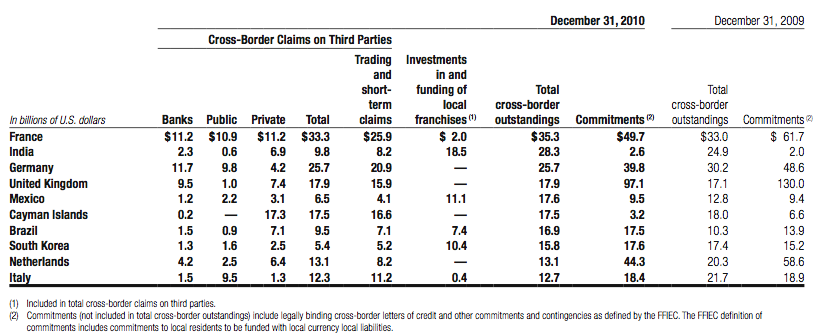 December 31, 2010 December 31, 2009
Cross-Border Claims on Third Parties
Trading Investments
and in and
short- funding of Total Total
term local cross-border cross-border
In billions of U.S. dollars Banks Public Private Total claims franchises (1) outstandings Commitments (2) outstandings Commitments (2)
France $11.2 $10.9 $11.2 $33.3 $25.9 $ 2.0 $35.3 $49.7 $33.0 $ 61.7
India 2.3 0.6 6.9 9.8 8.2 18.5 28.3 2.6 24.9 2.0
Germany 11.7 9.8 4.2 25.7 20.9 — 25.7 39.8 30.2 48.6
United Kingdom 9.5 1.0 7.4 17.9 15.9 — 17.9 97.1 17.1 130.0
Mexico 1.2 2.2 3.1 6.5 4.1 11.1 17.6 9.5 12.8 9.4
Cayman Islands 0.2 — 17.3 17.5 16.6 — 17.5 3.2 18.0 6.6
Brazil 1.5 0.9 7.1 9.5 7.1 7.4 16.9 17.5 10.3 13.9
South Korea 1.3 1.6 2.5 5.4 5.2 10.4 15.8 17.6 17.4 15.2
Netherlands 4.2 2.5 6.4 13.1 8.2 — 13.1 44.3 20.3 58.6
Italy 1.5 9.5 1.3 12.3 11.2 0.4 12.7 18.4 21.7 18.9
(1) Included in total cross-border claims on third parties.
(2) Commitments (not included in total cross-border outstandings) include legally binding cross-border letters of credit and other commitments and contingencies as defined by the FFIEC. The FFIEC definition of
commitments includes commitments to local residents to be funded with local currency local liabilities.